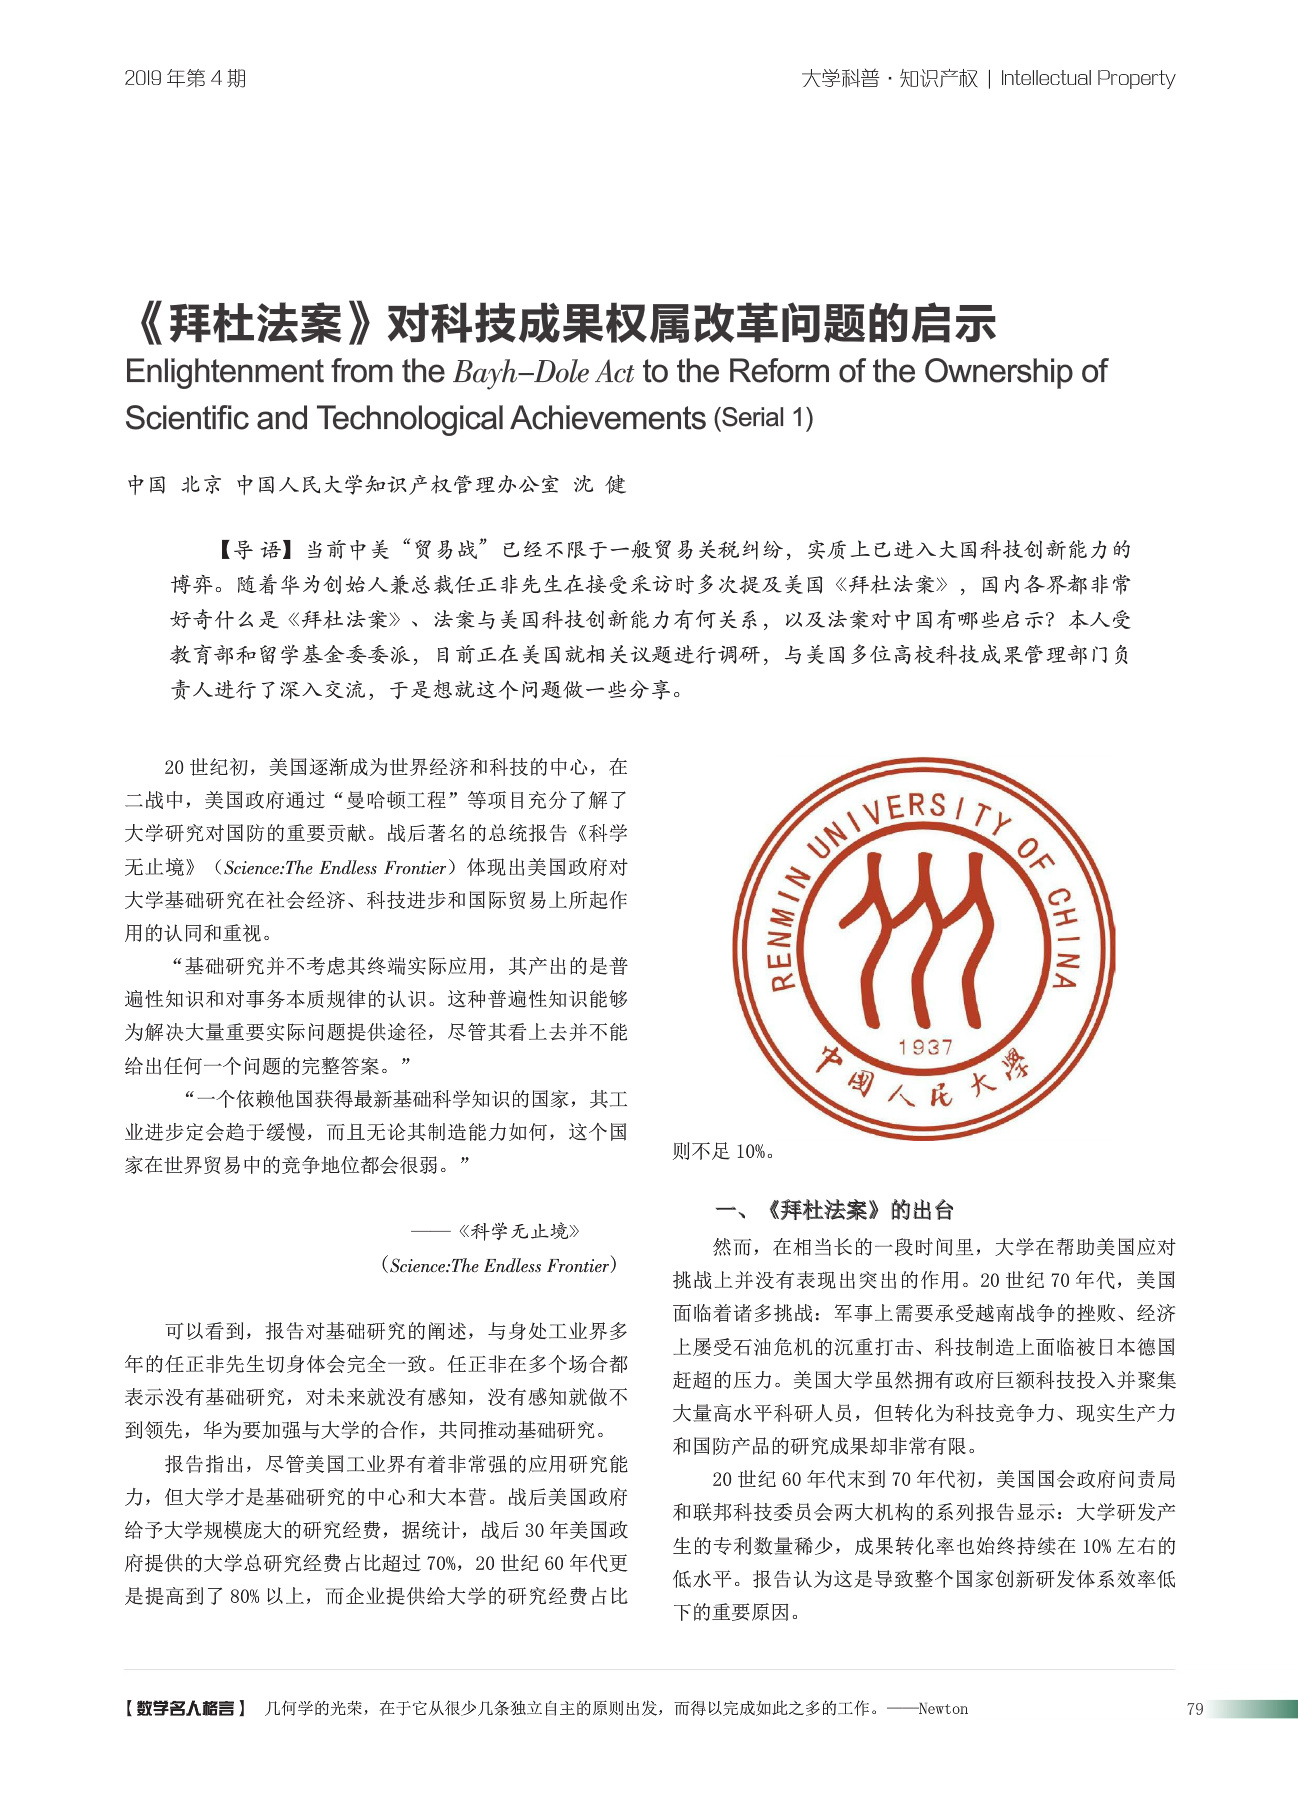 2019 年第 4 期
大学科普·知识产权 | Intellectual Property
《拜杜法案》对科技成果权属改革问题的启示
Enlightenment from the Bayh-Dole Act to the Reform of the Ownership of
Scientific and Technological Achievements (Serial 1)
中国 北京 中国人民大学知识产权管理办公室 沈 健
【导 语】当前中美“贸易战”已经不限于一般贸易关税纠纷，实质上已进入大国科技创新能力的
博弈。随着华为创始人兼总裁任正非先生在接受采访时多次提及美国《拜杜法案》，国内各界都非常
好奇什么是《拜杜法案》、法案与美国科技创新能力有何关系，以及法案对中国有哪些启示？本人受
教育部和留学基金委委派，目前正在美国就相关议题进行调研，与美国多位高校科技成果管理部门负
责人进行了深入交流，于是想就这个问题做一些分享。
20 世纪初，美国逐渐成为世界经济和科技的中心，在
二战中，美国政府通过“曼哈顿工程”等项目充分了解了
大学研究对国防的重要贡献。战后著名的总统报告《科学
无止境》（Science:The Endless Frontier）体现出美国政府对
大学基础研究在社会经济、科技进步和国际贸易上所起作
用的认同和重视。
“基础研究并不考虑其终端实际应用，其产出的是普
遍性知识和对事务本质规律的认识。这种普遍性知识能够
为解决大量重要实际问题提供途径，尽管其看上去并不能
给出任何一个问题的完整答案。”
“一个依赖他国获得最新基础科学知识的国家，其工
业进步定会趋于缓慢，而且无论其制造能力如何，这个国
家在世界贸易中的竞争地位都会很弱。”
——《科学无止境》
（Science:The Endless Frontier）
可以看到，报告对基础研究的阐述，与身处工业界多
年的任正非先生切身体会完全一致。任正非在多个场合都
表示没有基础研究，对未来就没有感知，没有感知就做不
到领先，华为要加强与大学的合作，共同推动基础研究。
报告指出，尽管美国工业界有着非常强的应用研究能
力，但大学才是基础研究的中心和大本营。战后美国政府
给予大学规模庞大的研究经费，据统计，战后 30 年美国政
府提供的大学总研究经费占比超过 70%，20 世纪 60 年代更
是提高到了 80% 以上，而企业提供给大学的研究经费占比
RENMIN UNIVERSITY OF CHINA
1937
中国人民大学
则不足 10%。
一、《拜杜法案》的出台
然而，在相当长的一段时间里，大学在帮助美国应对
挑战上并没有表现出突出的作用。20 世纪 70 年代，美国
面临着诸多挑战：军事上需要承受越南战争的挫败、经济
上屡受石油危机的沉重打击、科技制造上面临被日本德国
赶超的压力。美国大学虽然拥有政府巨额科技投入并聚集
大量高水平科研人员，但转化为科技竞争力、现实生产力
和国防产品的研究成果却非常有限。
20 世纪 60 年代末到 70 年代初，美国国会政府问责局
和联邦科技委员会两大机构的系列报告显示：大学研发产
生的专利数量稀少，成果转化率也始终持续在 10% 左右的
低水平。报告认为这是导致整个国家创新研发体系效率低
下的重要原因。
【数学名人格言】 几何学的光荣，在于它从很少几条独立自主的原则出发，而得以完成如此之多的工作。——Newton
79